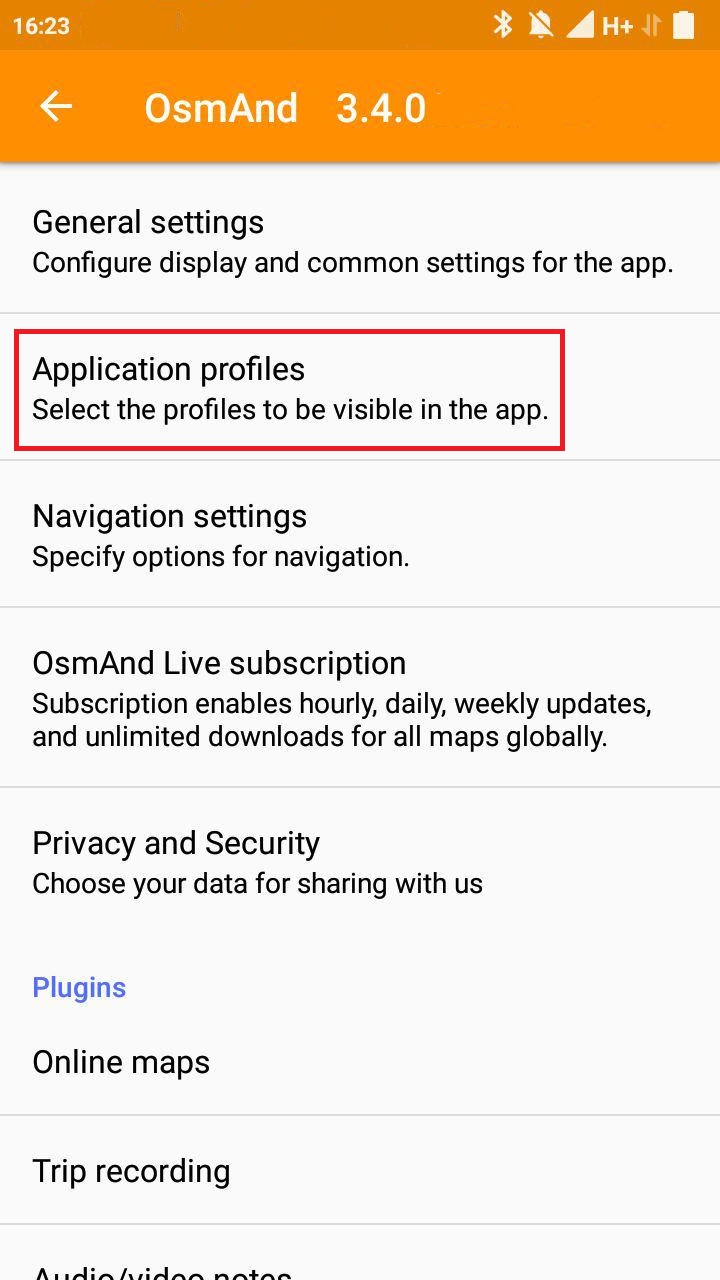 16:23 H+
OsmAnd 3.4.0
General settings
Configure display and common settings for the app.
Application profiles
Select the profiles to be visible in the app.
Navigation settings
Specify options for navigation.
OsmAnd Live subscription
Subscription enables hourly, daily, weekly updates,
and unlimited downloads for all maps globally.
Privacy and Security
Choose your data for sharing with us
Plugins
Online maps
Trip recording
Audio/video notes